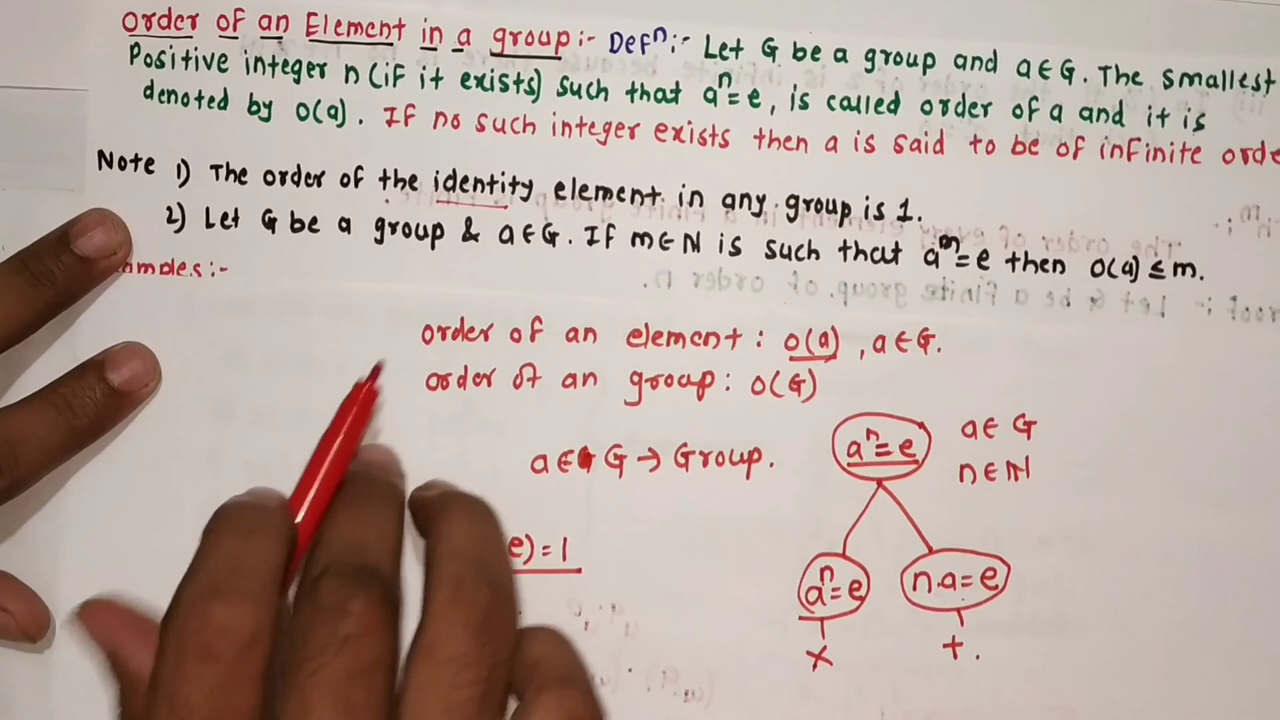 Order of an Element in a group:- Defⁿ:- Let G be a group and a∈G. The smallest
Positive integer n (if it exists) such that aⁿ=e, is called order of a and it is
denoted by o(a). If no such integer exists then a is said to be of infinite orde
Note 1) The order of the identity element in any group is 1.
2) Let G be a group & a∈G. If m∈N is such that aᵐ=e then o(a)≤m.
amples:-
order of an element: o(a), a∈G.
order of an group: o(G)
aⁿ=e a∈G
a∈G → Group. n∈N
e)=1
aⁿ=e n.a=e
× +.